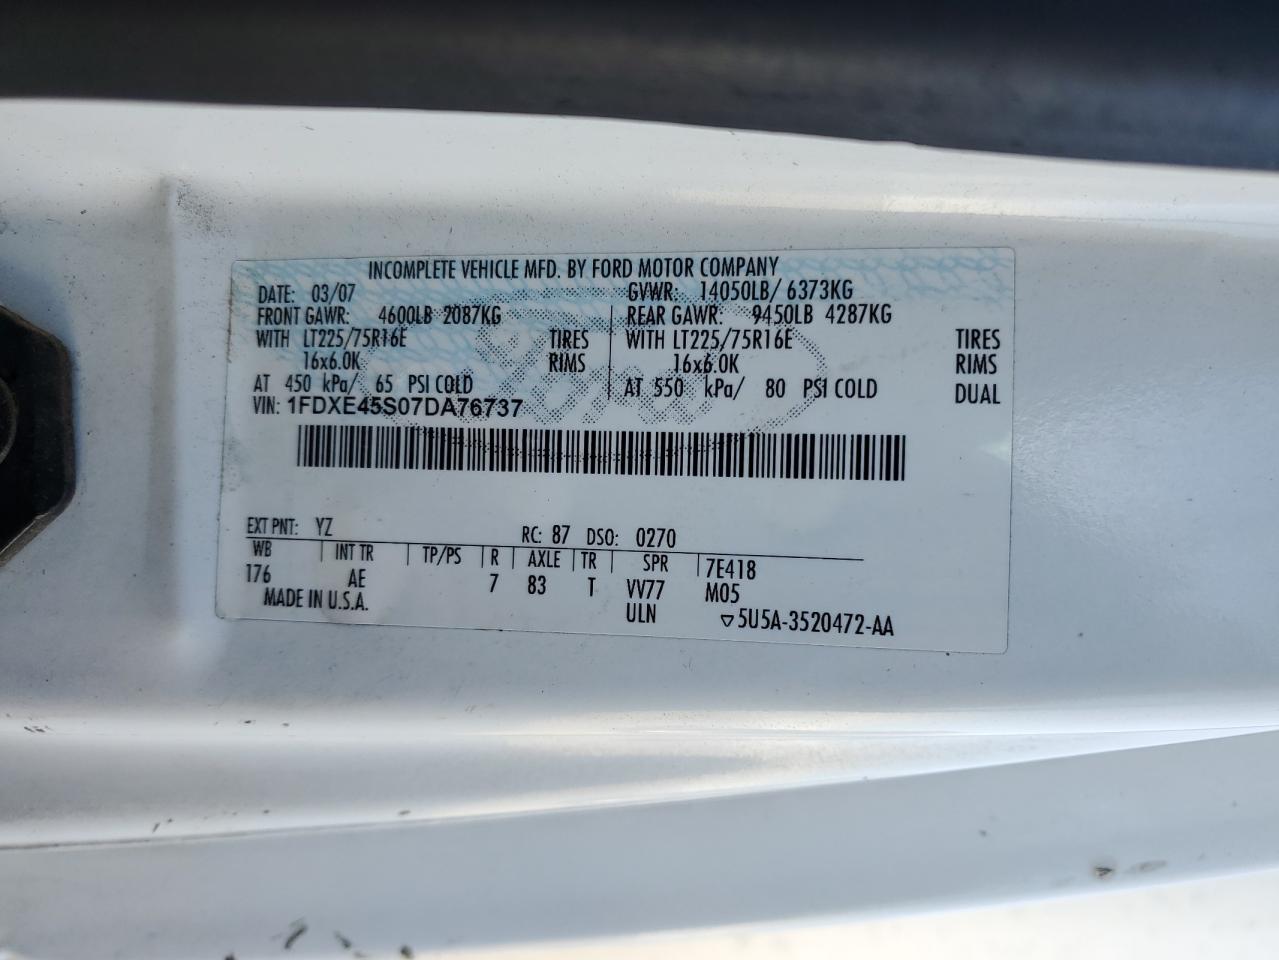 INCOMPLETE VEHICLE MFD. BY FORD MOTOR COMPANY
DATE: 03/07 GVWR: 14050LB/ 6373KG
FRONT GAWR: 4600LB 2087KG REAR GAWR: 9450LB 4287KG
WITH LT225/75R16E TIRES WITH LT225/75R16E TIRES
16x6.0K RIMS 16x6.0K RIMS
AT 450 kPa/ 65 PSI COLD AT 550 kPa/ 80 PSI COLD DUAL
VIN: 1FDXE45S07DA76737
EXT PNT: YZ RC: 87 DSO: 0270
WB INT TR TP/PS R AXLE TR SPR 7E418
176 AE 7 83 T VV77 M05
MADE IN U.S.A. ULN ▽5U5A-3520472-AA